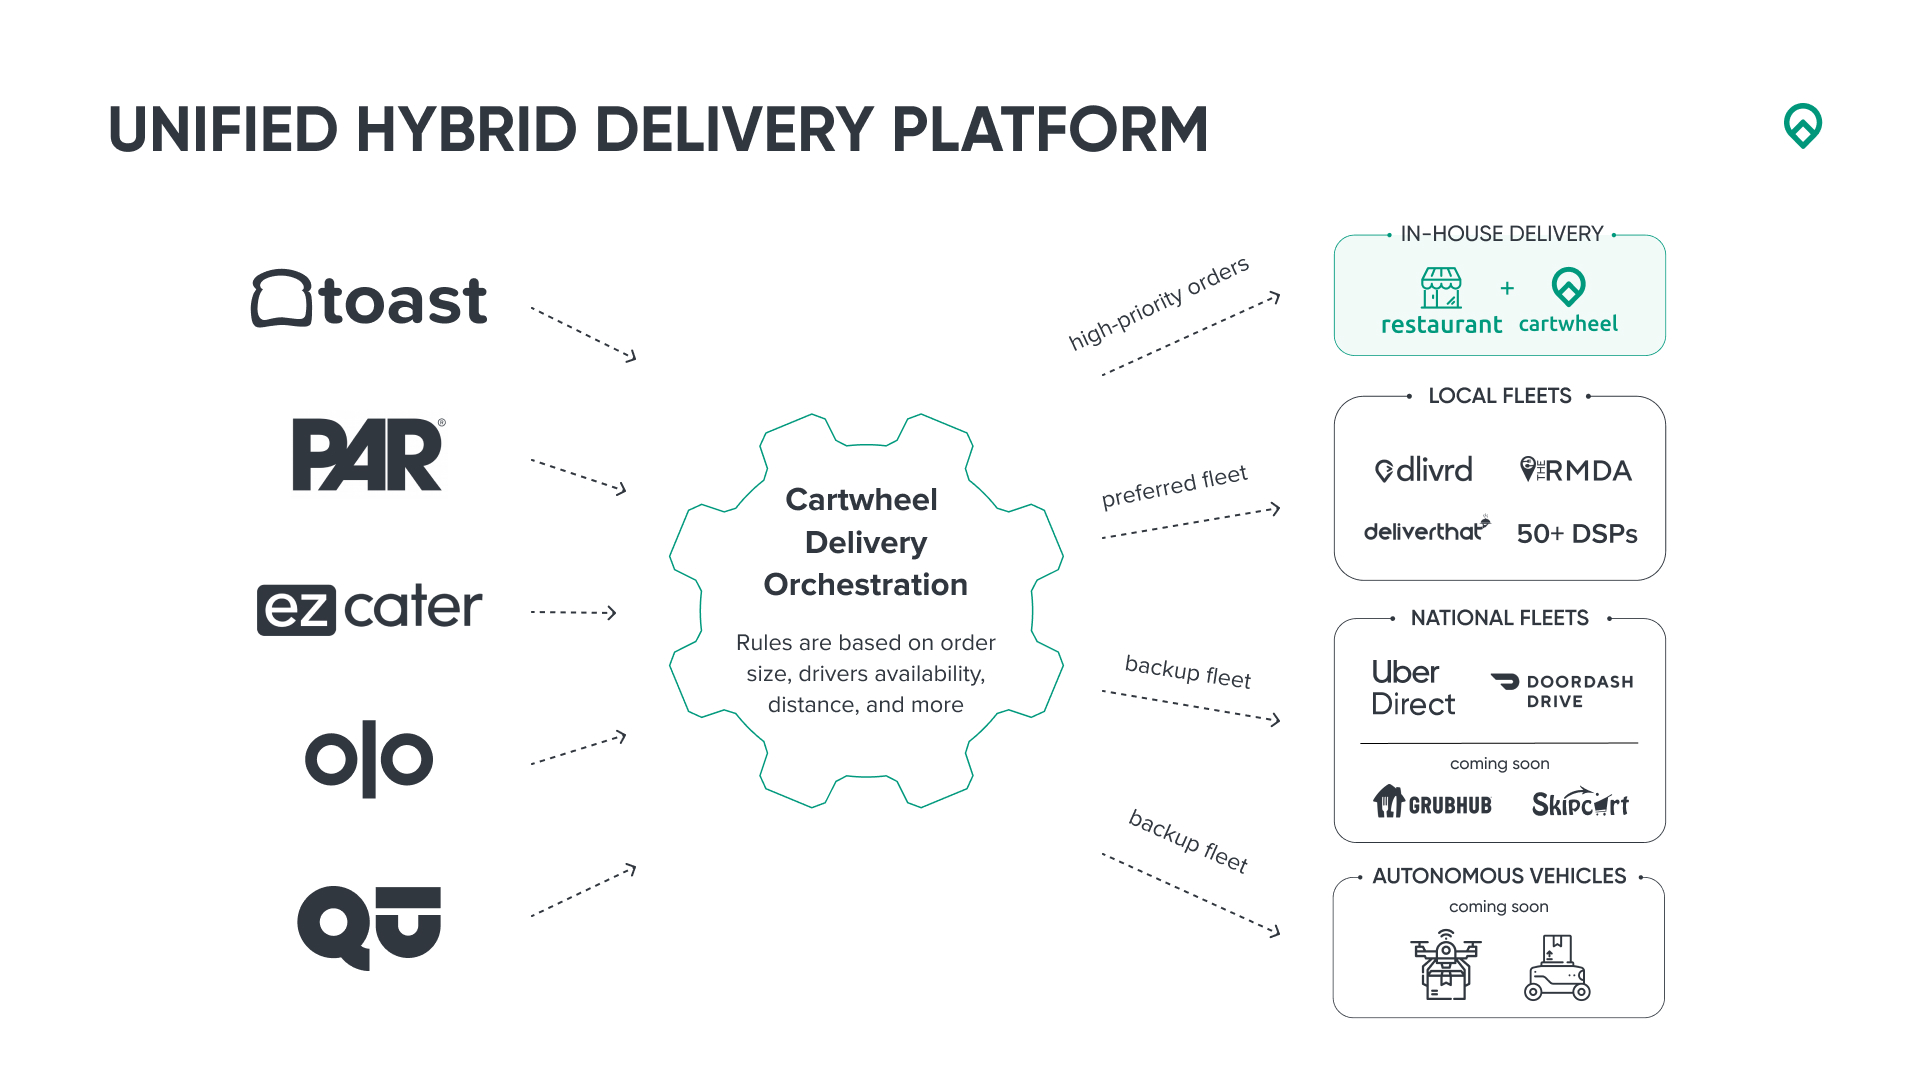 UNIFIED HYBRID DELIVERY PLATFORM
toast
PAR®
ezcater
olo
QU
Cartwheel
Delivery
Orchestration
Rules are based on order
size, drivers availability,
distance, and more
high-priority orders
preferred fleet
backup fleet
backup fleet
IN-HOUSE DELIVERY
restaurant + cartwheel
LOCAL FLEETS
dlivrd THE RMDA
deliverthat 50+ DSPs
NATIONAL FLEETS
Uber
Direct
DOORDASH
DRIVE
coming soon
GRUBHUB Skipcart
AUTONOMOUS VEHICLES
coming soon